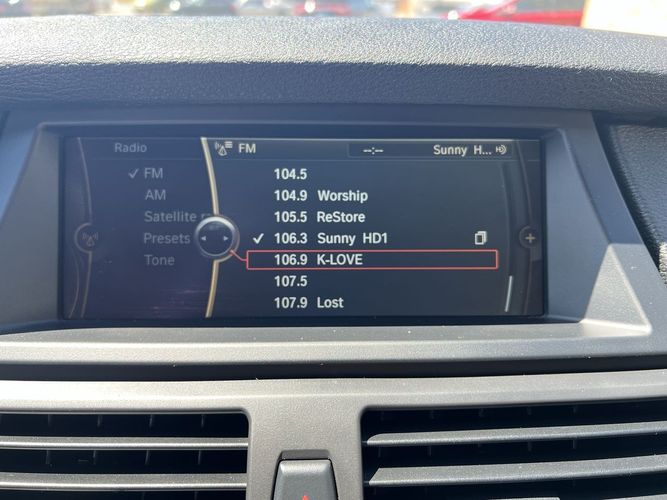 Radio
FM --:-- Sunny H...
FM
AM
Satellite
Presets
Tone
104.5
104.9 Worship
105.5 ReStore
106.3 Sunny HD1
106.9 K-LOVE
107.5
107.9 Lost